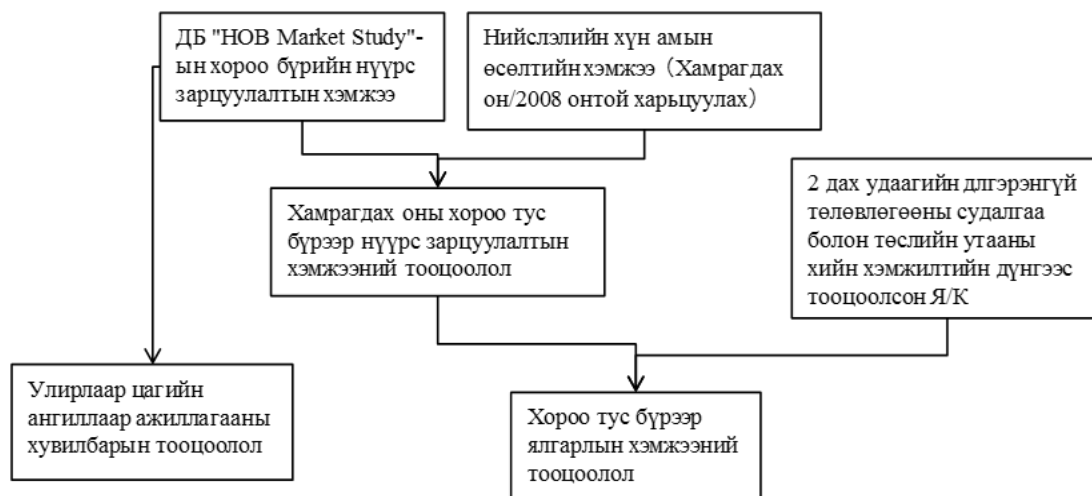 ДБ "HOB Market Study"-
ын хороо бүрийн нүүрс
зарцуулалтын хэмжээ
Нийслэлийн хүн амын
өсөлтийн хэмжээ（Хамрагдах
он/2008 онтой харьцуулах）
Хамрагдах оны хороо тус
бүрээр нүүрс зарцуулалтын
хэмжээний тооцоолол
2 дах удаагийн длгэрэнгүй
төлөвлөгөөны судалгаа
болон төслийн утааны
хийн хэмжилтийн дүнгээс
тооцоолсон Я/К
Улирлаар цагийн
ангиллаар ажиллагааны
хувилбарын тооцоолол
Хороо тус бүрээр
ялгарлын хэмжээний
тооцоолол